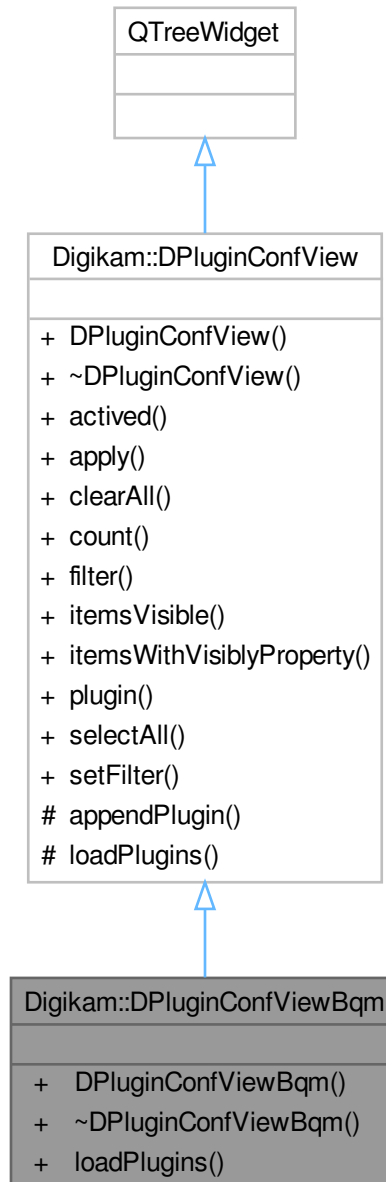 QTreeWidget
Digikam::DPluginConfView
+ DPluginConfView()
+ ~DPluginConfView()
+ actived()
+ apply()
+ clearAll()
+ count()
+ filter()
+ itemsVisible()
+ itemsWithVisiblyProperty()
+ plugin()
+ selectAll()
+ setFilter()
# appendPlugin()
# loadPlugins()
Digikam::DPluginConfViewBqm
+ DPluginConfViewBqm()
+ ~DPluginConfViewBqm()
+ loadPlugins()